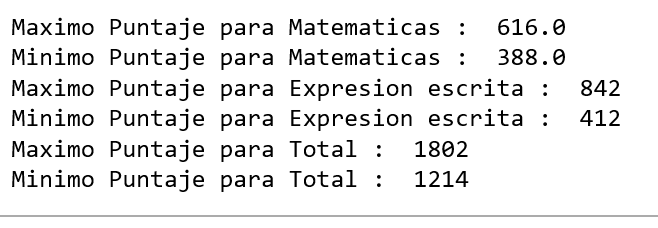 Maximo Puntaje para Matematicas :  616.0
Minimo Puntaje para Matematicas :  388.0
Maximo Puntaje para Expresion escrita :  842
Minimo Puntaje para Expresion escrita :  412
Maximo Puntaje para Total :  1802
Minimo Puntaje para Total :  1214